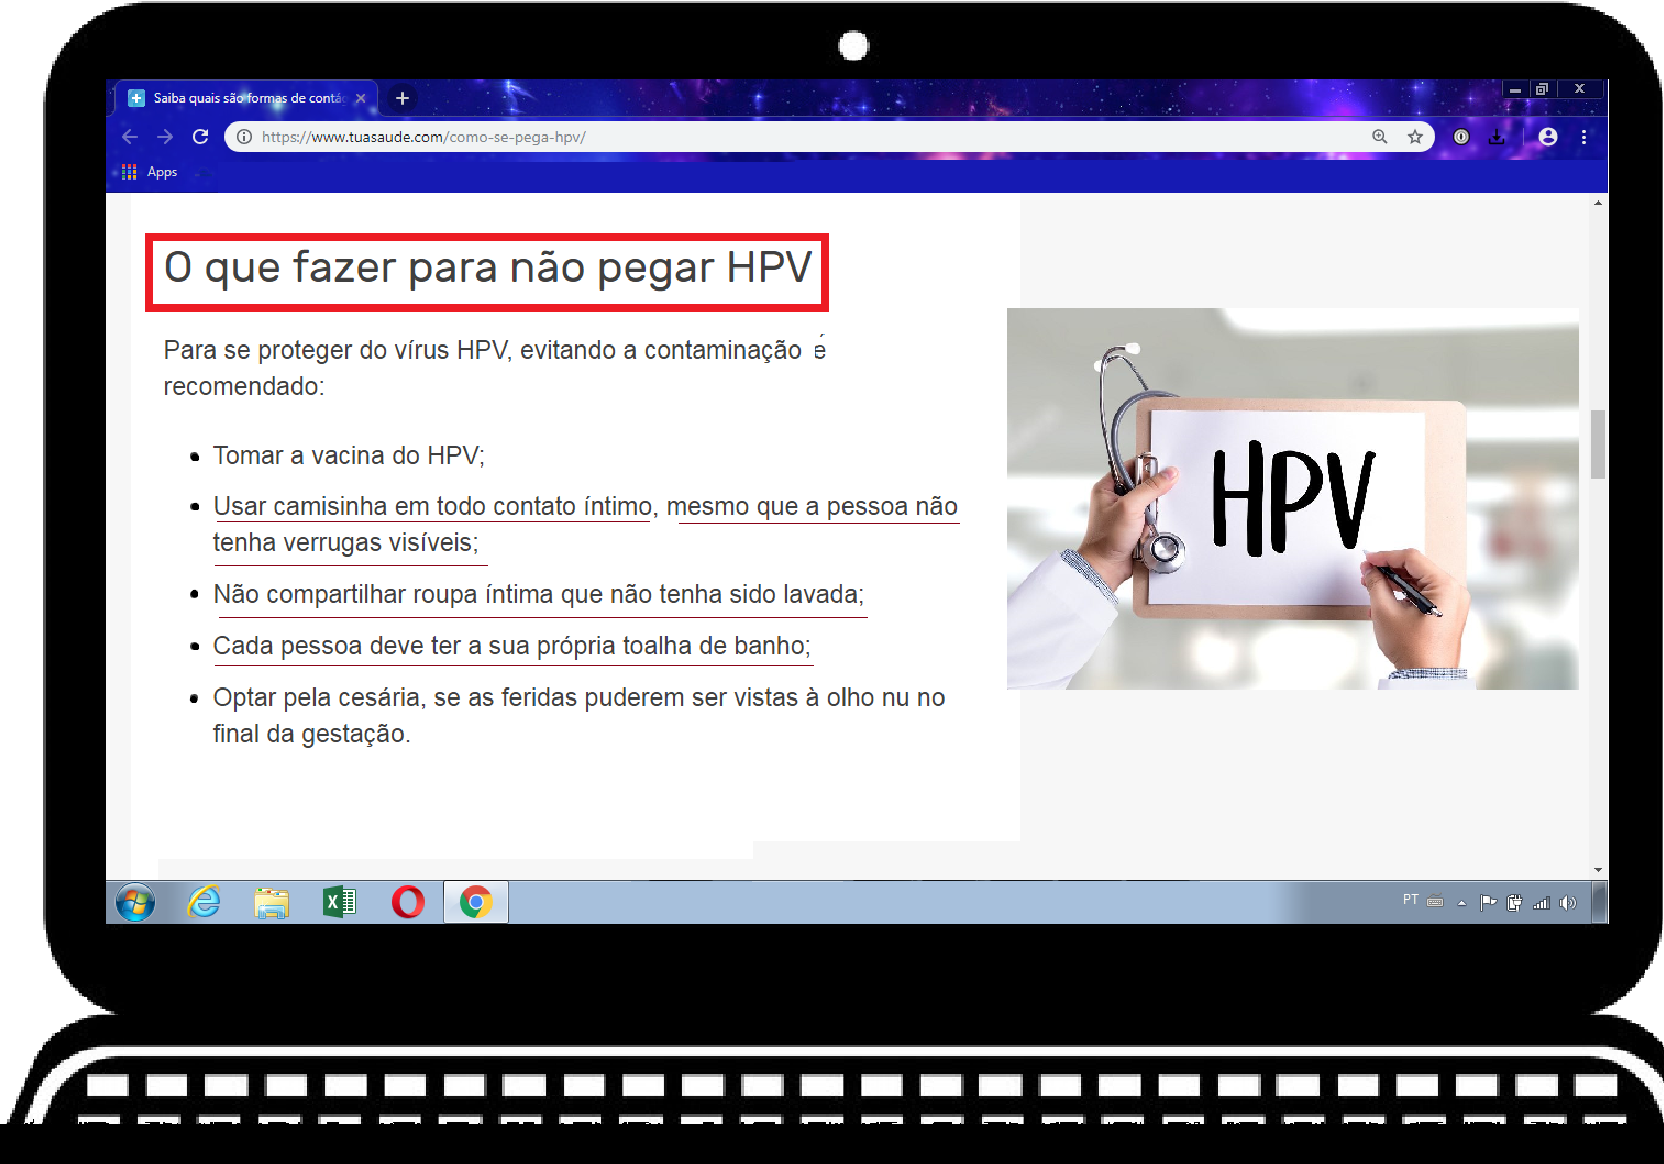 Saiba quais são formas de contá
https://www.tuasaude.com/como-se-pega-hpv/
Apps
O que fazer para não pegar HPV
Para se proteger do vírus HPV, evitando a contaminação é
recomendado:
Tomar a vacina do HPV;
Usar camisinha em todo contato íntimo, mesmo que a pessoa não
tenha verrugas visíveis;
Não compartilhar roupa íntima que não tenha sido lavada;
Cada pessoa deve ter a sua própria toalha de banho;
Optar pela cesária, se as feridas puderem ser vistas à olho nu no
final da gestação.
HPV
PT